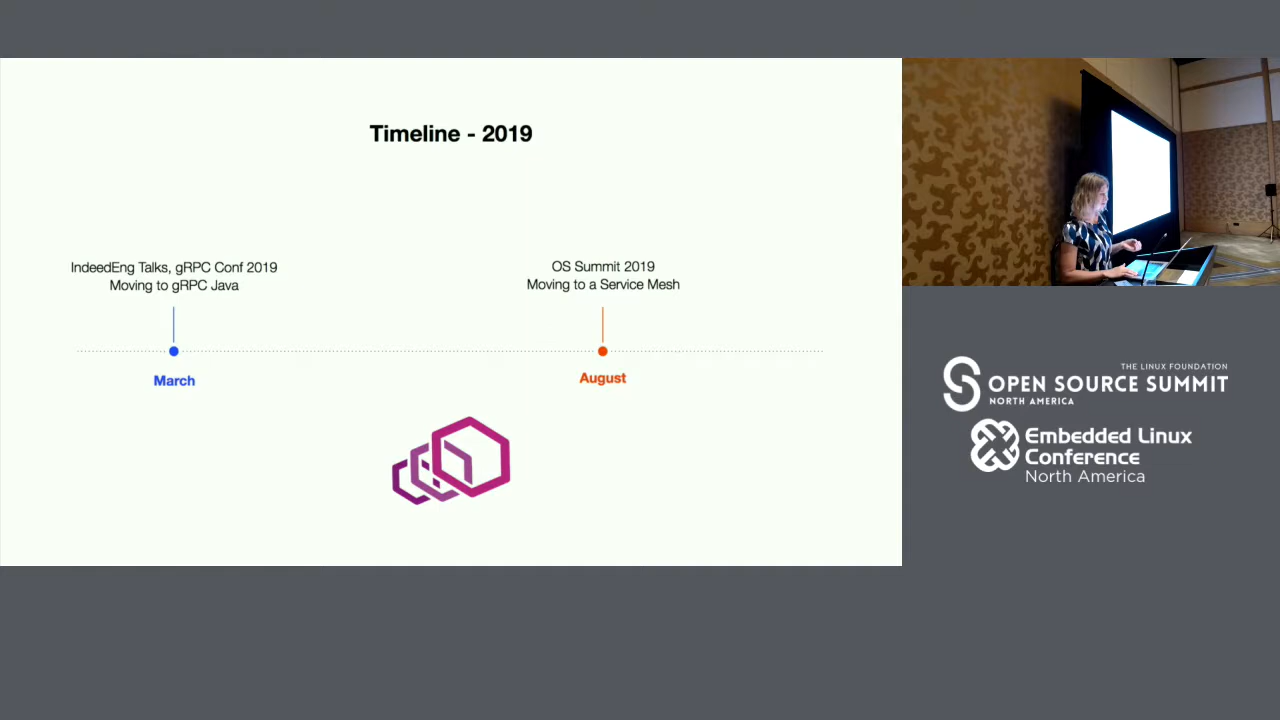 Timeline - 2019
IndeedEng Talks, gRPC Conf 2019
Moving to gRPC Java
OS Summit 2019
Moving to a Service Mesh
March
August
THE LINUX FOUNDATION
OPEN SOURCE SUMMIT
NORTH AMERICA
Embedded Linux
Conference
North America